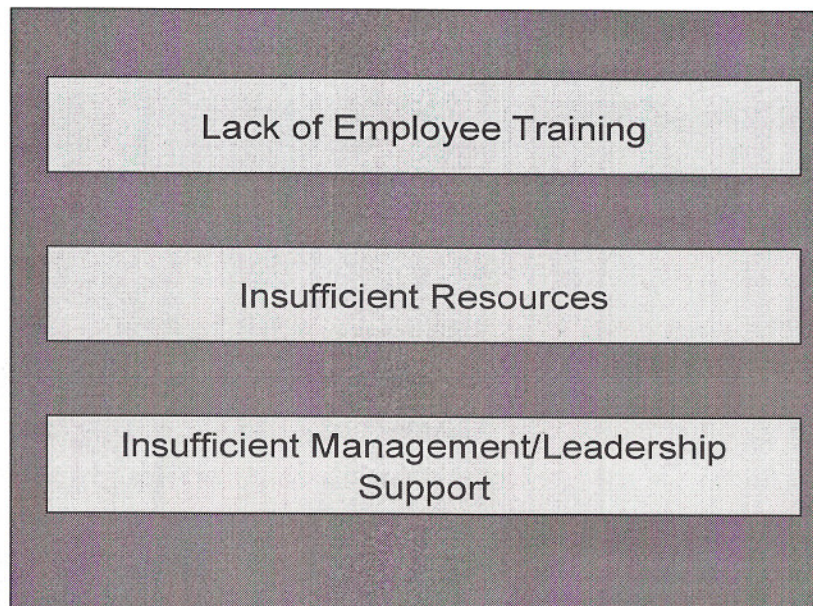 Lack of Employee Training
Insufficient Resources
Insufficient Management/Leadership
Support